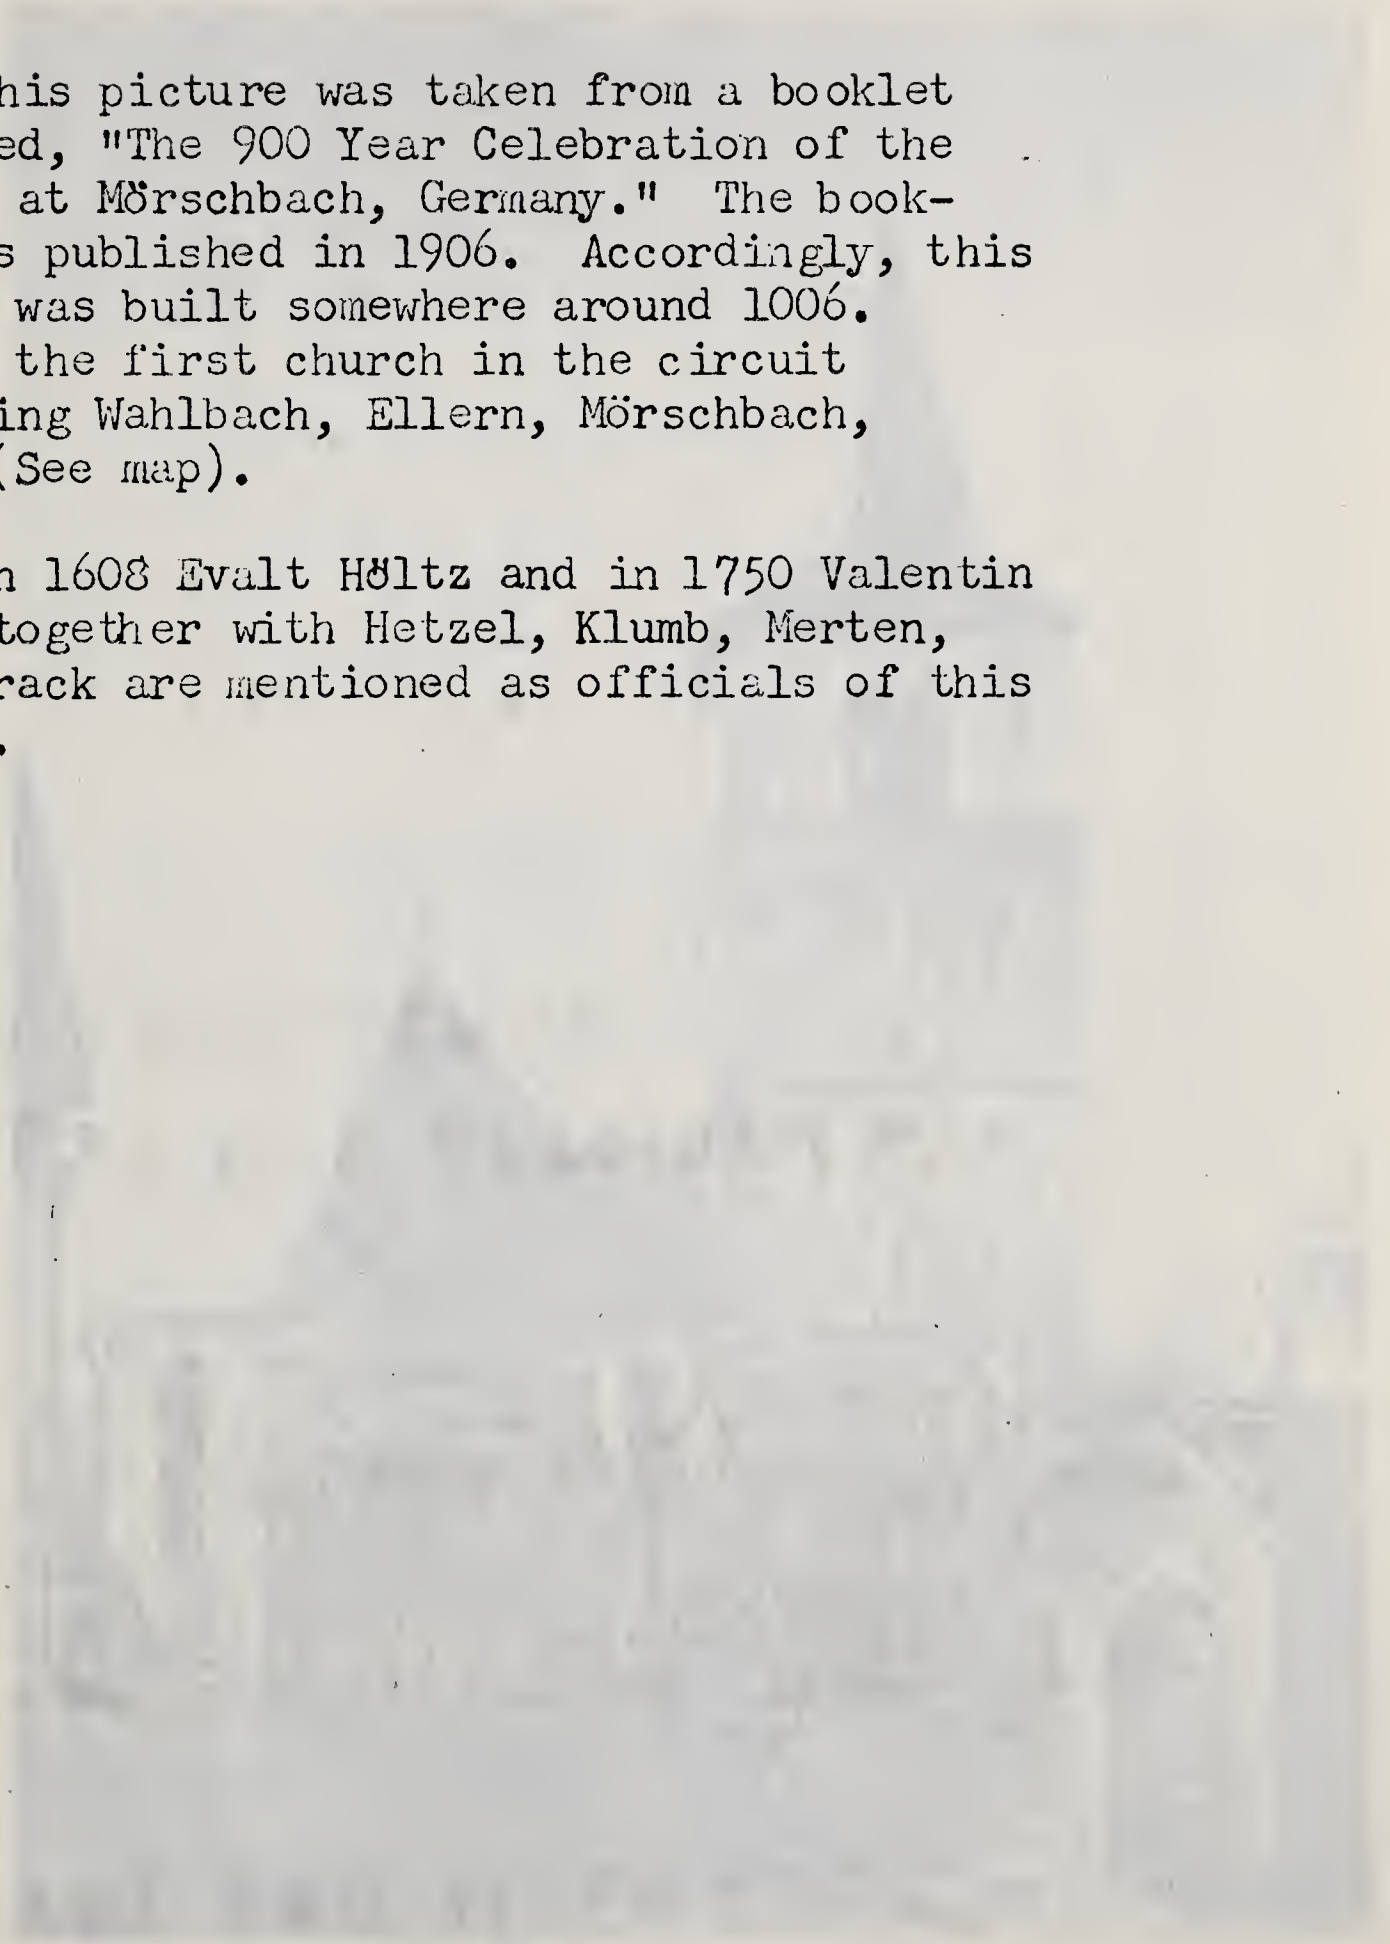 his picture was taken from a booklet
ed, "The 900 Year Celebration of the
at Mörschbach, Germany."  The book-
s published in 1906.  Accordingly, this
was built somewhere around 1006.
the first church in the circuit
ing Wahlbach, Ellern, Mörschbach,
(See map).
n 1608 Evalt Höltz and in 1750 Valentin
together with Hetzel, Klumb, Merten,
rack are mentioned as officials of this
.